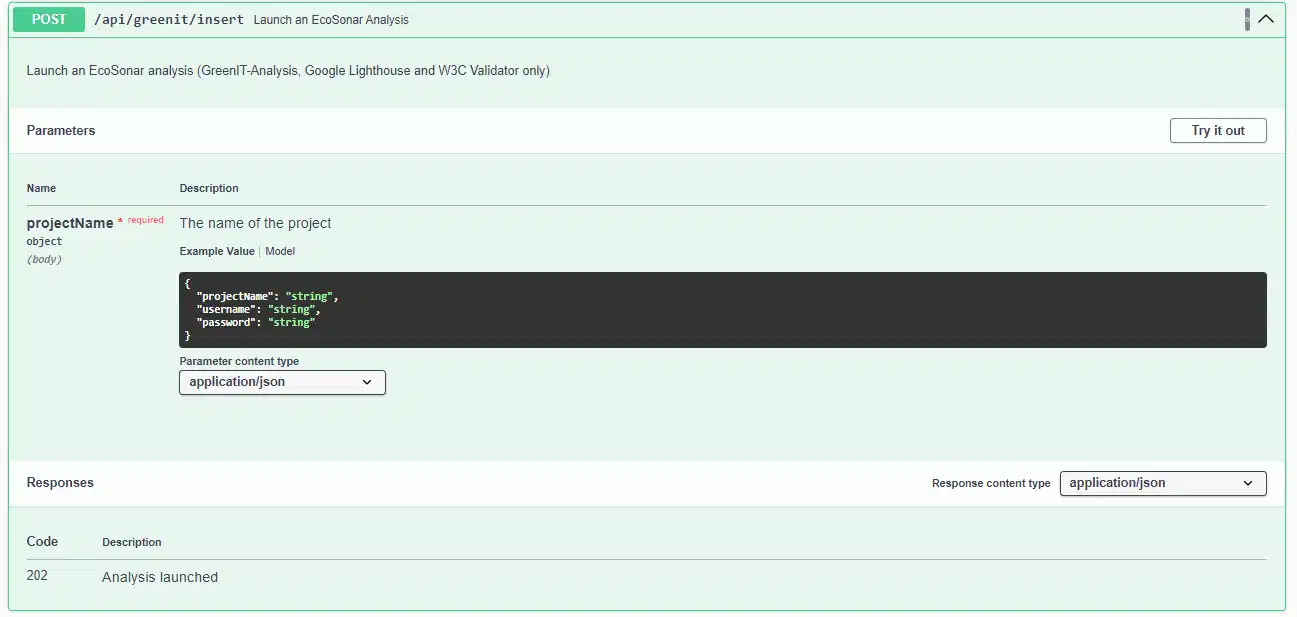 POST /api/greenit/insert Launch an EcoSonar Analysis
Launch an EcoSonar analysis (GreenIT-Analysis, Google Lighthouse and W3C Validator only)
Parameters Try it out
Name Description
projectName * required The name of the project
object
(body)
Example Value | Model
{
"projectName": "string",
"username": "string",
"password": "string"
}
Parameter content type
application/json
Responses Response content type application/json
Code Description
202 Analysis launched